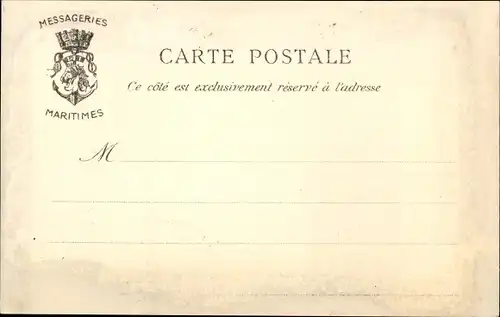 MESSAGERIES
MARITIMES
CARTE POSTALE
Ce côté est exclusivement réservé à l'adresse
M